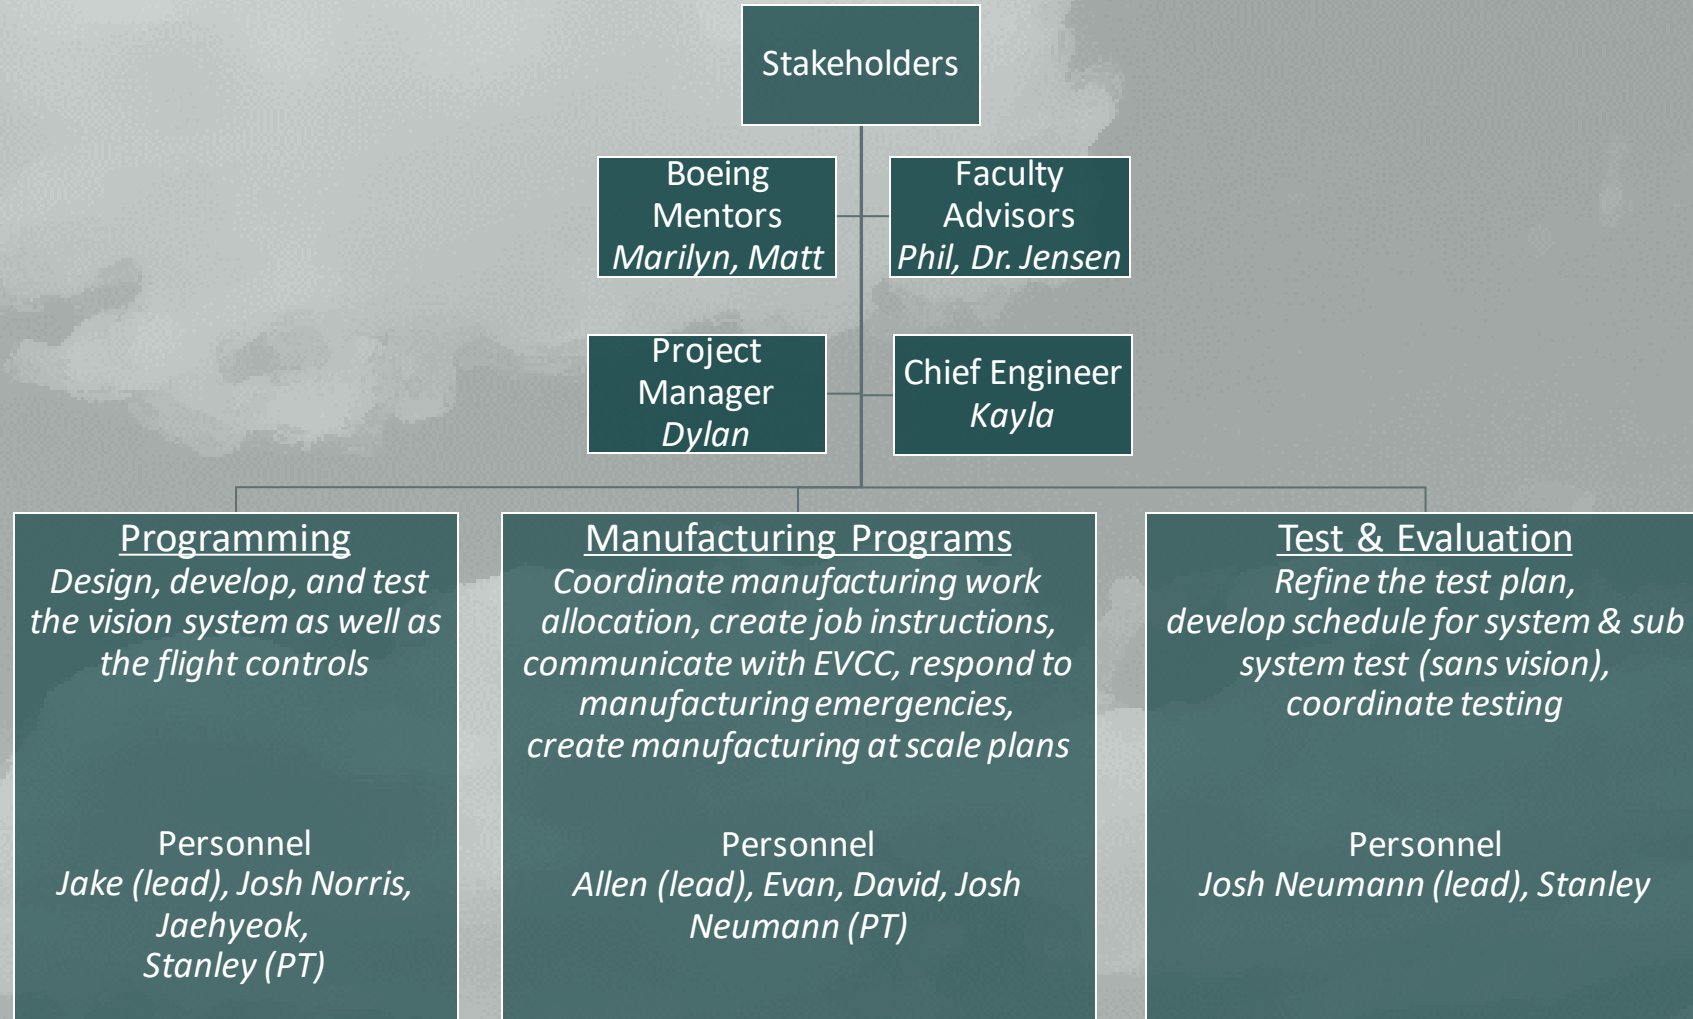 Stakeholders
Boeing
Mentors
Marilyn, Matt
Faculty
Advisors
Phil, Dr. Jensen
Project
Manager
Dylan
Chief Engineer
Kayla
Programming
Design, develop, and test
the vision system as well as
the flight controls
Personnel
Jake (lead), Josh Norris,
Jaehyeok,
Stanley (PT)
Manufacturing Programs
Coordinate manufacturing work
allocation, create job instructions,
communicate with EVCC, respond to
manufacturing emergencies,
create manufacturing at scale plans
Personnel
Allen (lead), Evan, David, Josh
Neumann (PT)
Test & Evaluation
Refine the test plan,
develop schedule for system & sub
system test (sans vision),
coordinate testing
Personnel
Josh Neumann (lead), Stanley